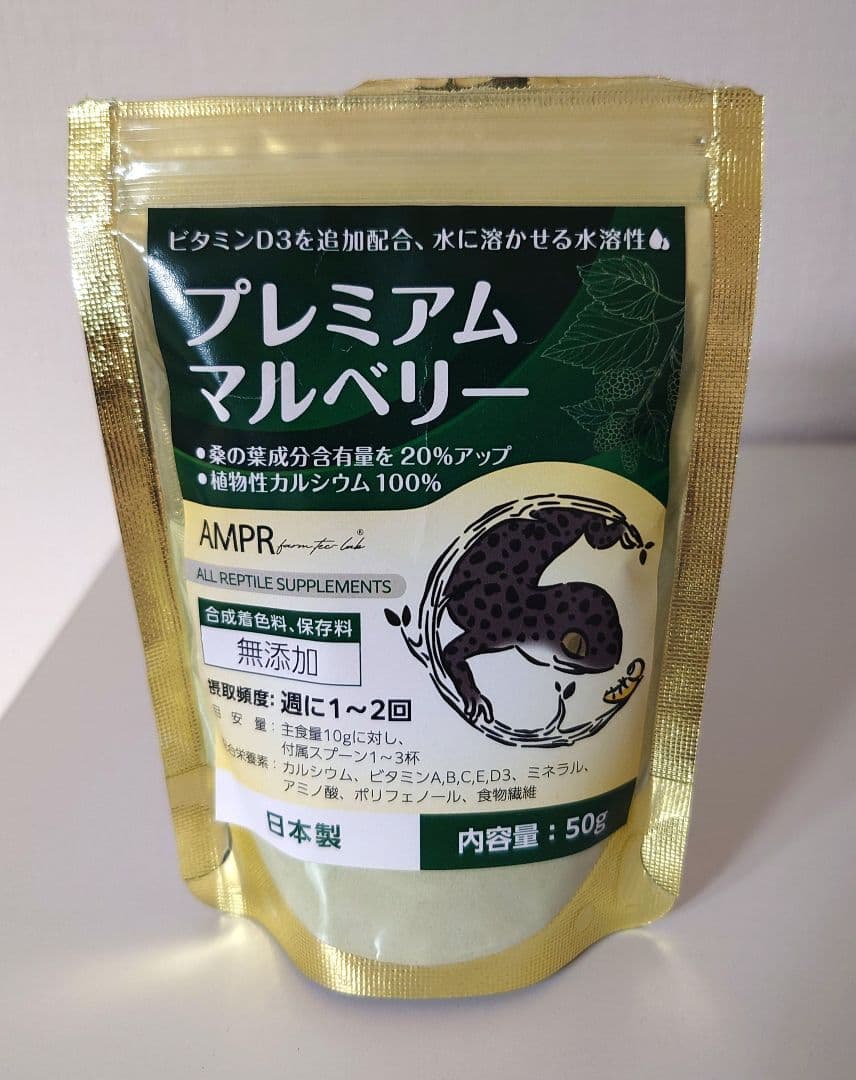 ビタミンD3を追加配合、水に溶かせる水溶性
プレミアム
マルベリー
●桑の葉成分含有量を20%アップ
●植物性カルシウム100%
AMPR farm tec lab®
ALL REPTILE SUPPLEMENTS
合成着色料、保存料
無添加
摂取頻度：週に1～2回
安量：主食量10gに対し、
付属スプーン1～3杯
合栄養素：カルシウム、ビタミンA,B,C,E,D3、ミネラル、
アミノ酸、ポリフェノール、食物繊維
日本製
内容量：50g